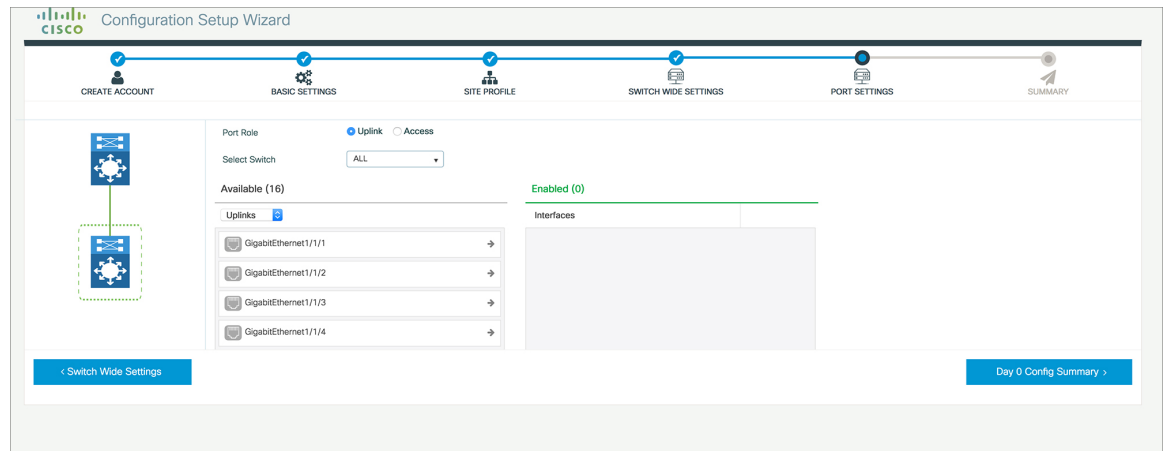 CISCO
Configuration Setup Wizard
CREATE ACCOUNT
BASIC SETTINGS
SITE PROFILE
SWITCH WIDE SETTINGS
PORT SETTINGS
SUMMARY
Port Role
Uplink
Access
Select Switch
ALL
Available (16)
Enabled (0)
Uplinks
Interfaces
GigabitEthernet1/1/1
GigabitEthernet1/1/2
GigabitEthernet1/1/3
GigabitEthernet1/1/4
< Switch Wide Settings
Day 0 Config Summary >